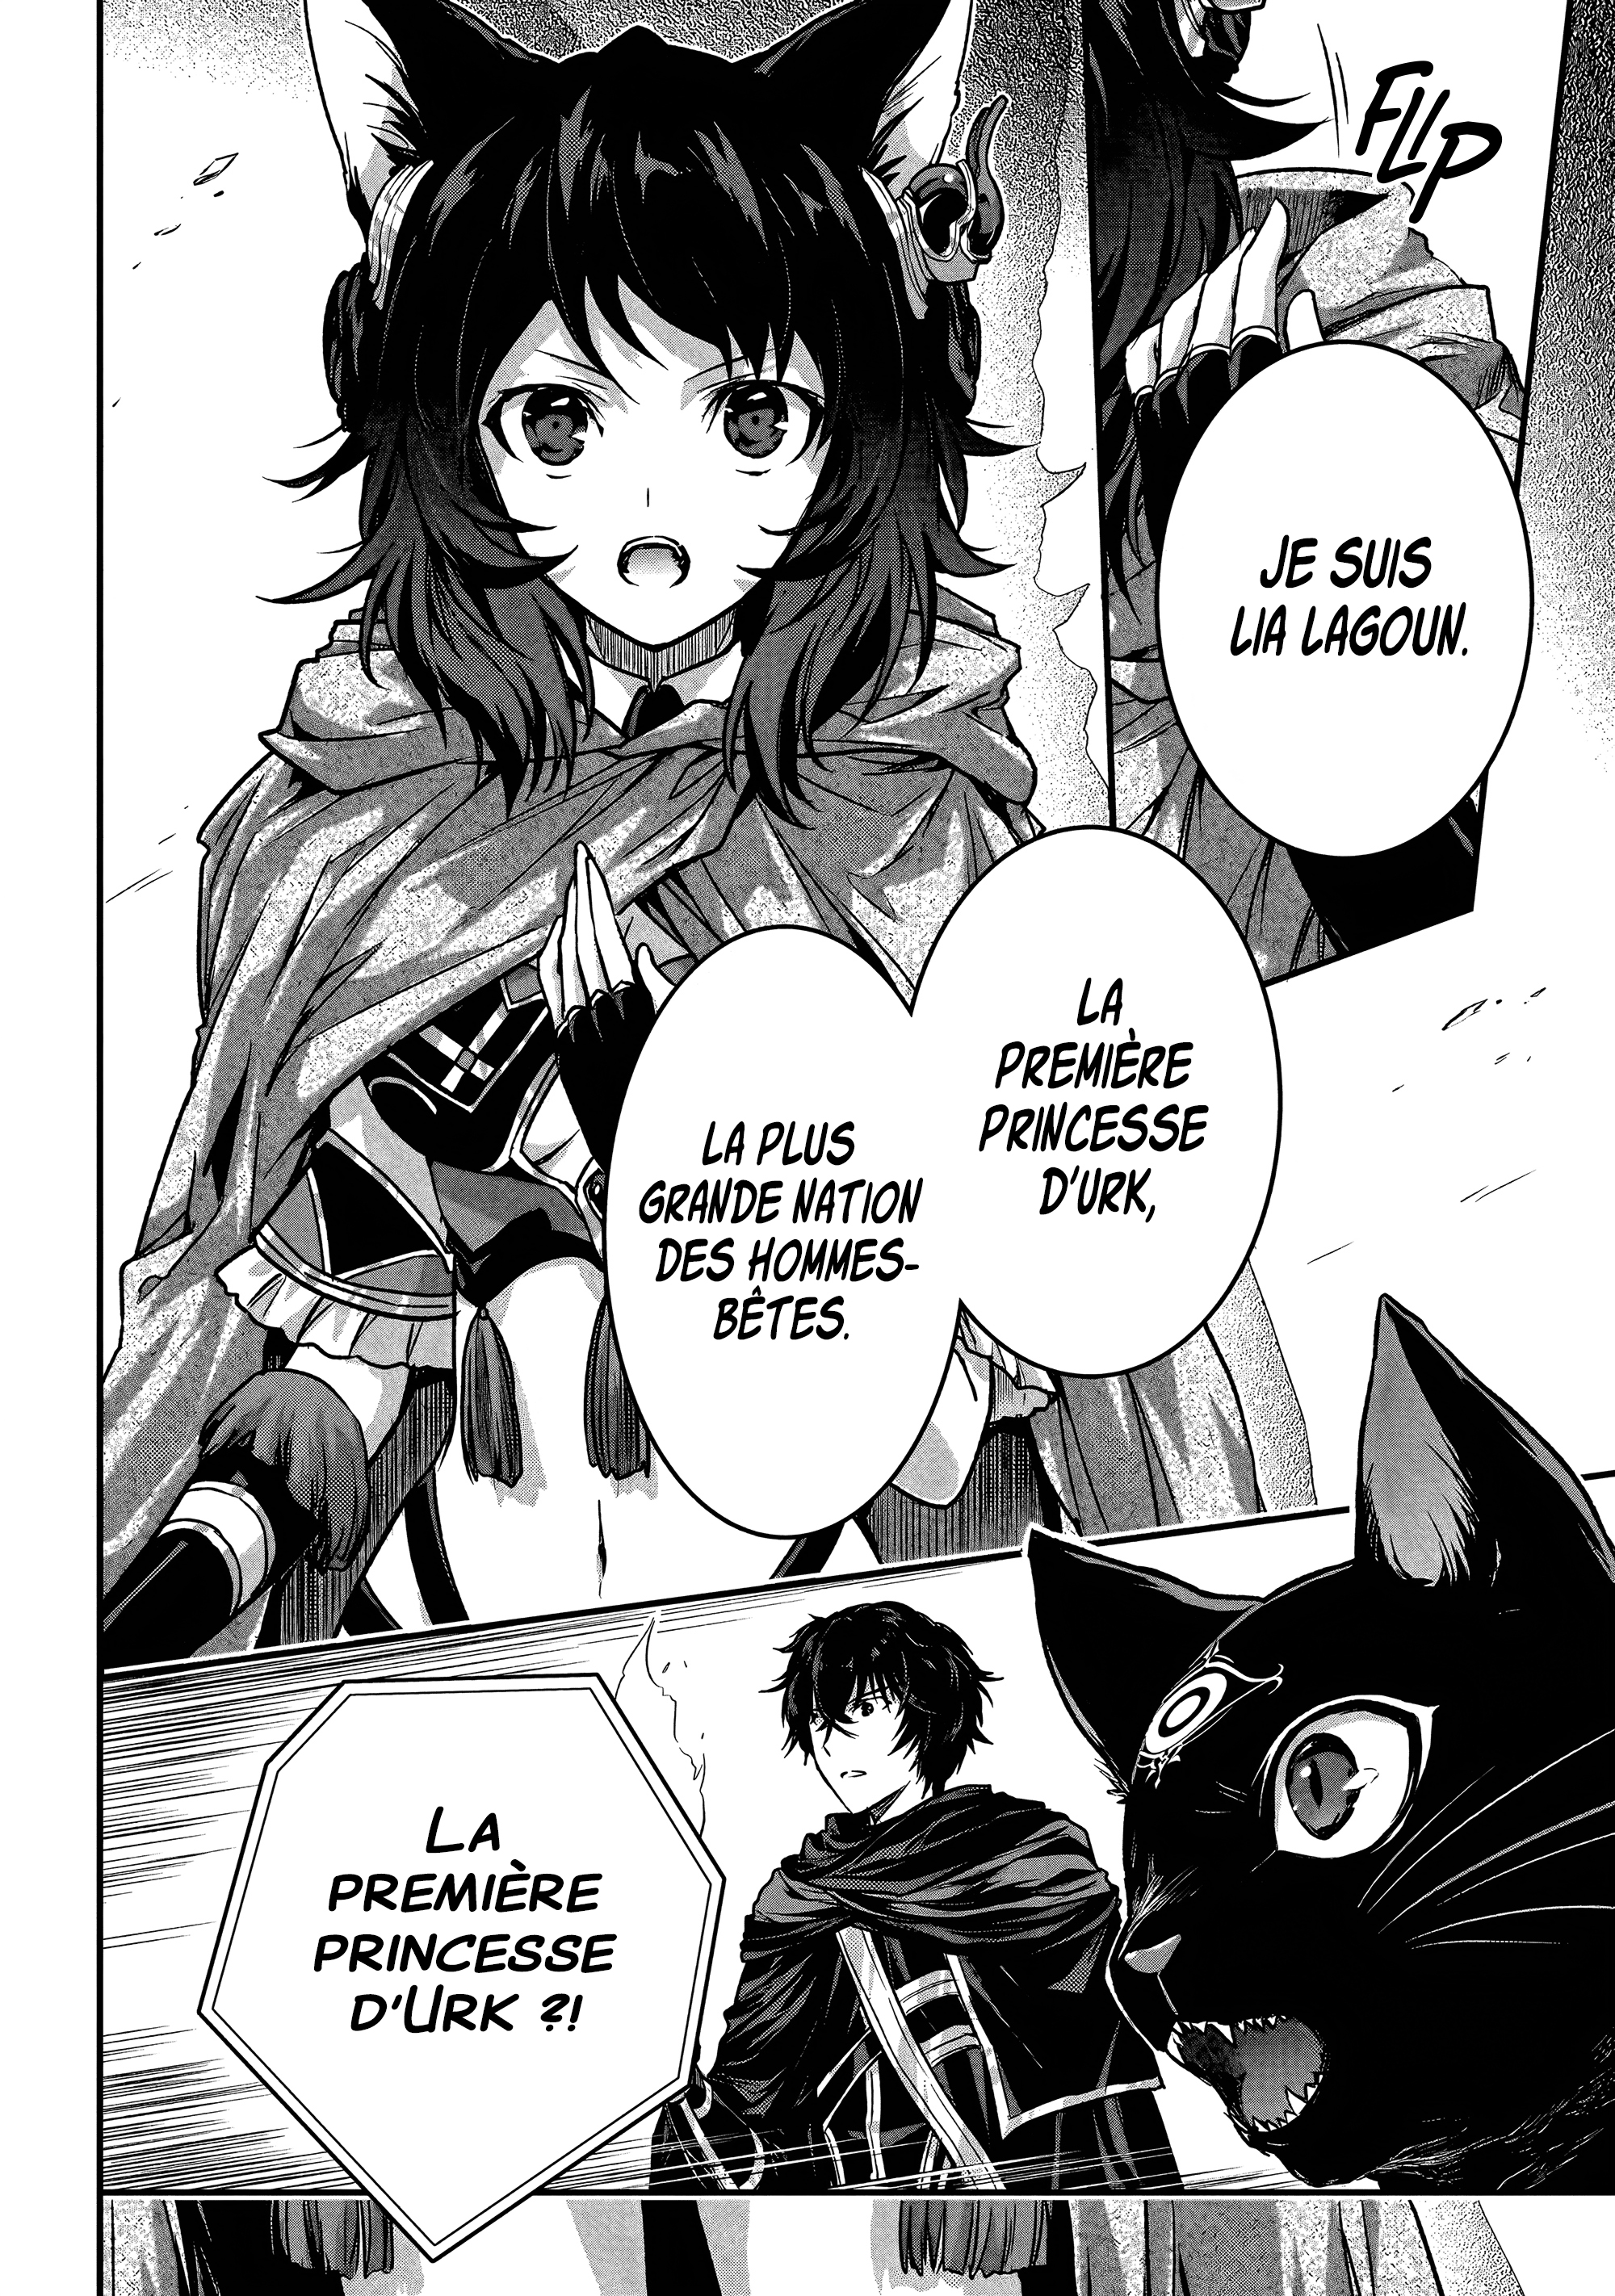 FLIP
JE SUIS
LIA LAGOUN.
LA
PREMIÈRE
PRINCESSE
D'URK,
LA PLUS
GRANDE NATION
DES HOMMES-
BÊTES.
LA
PREMIÈRE
PRINCESSE
D'URK ?!